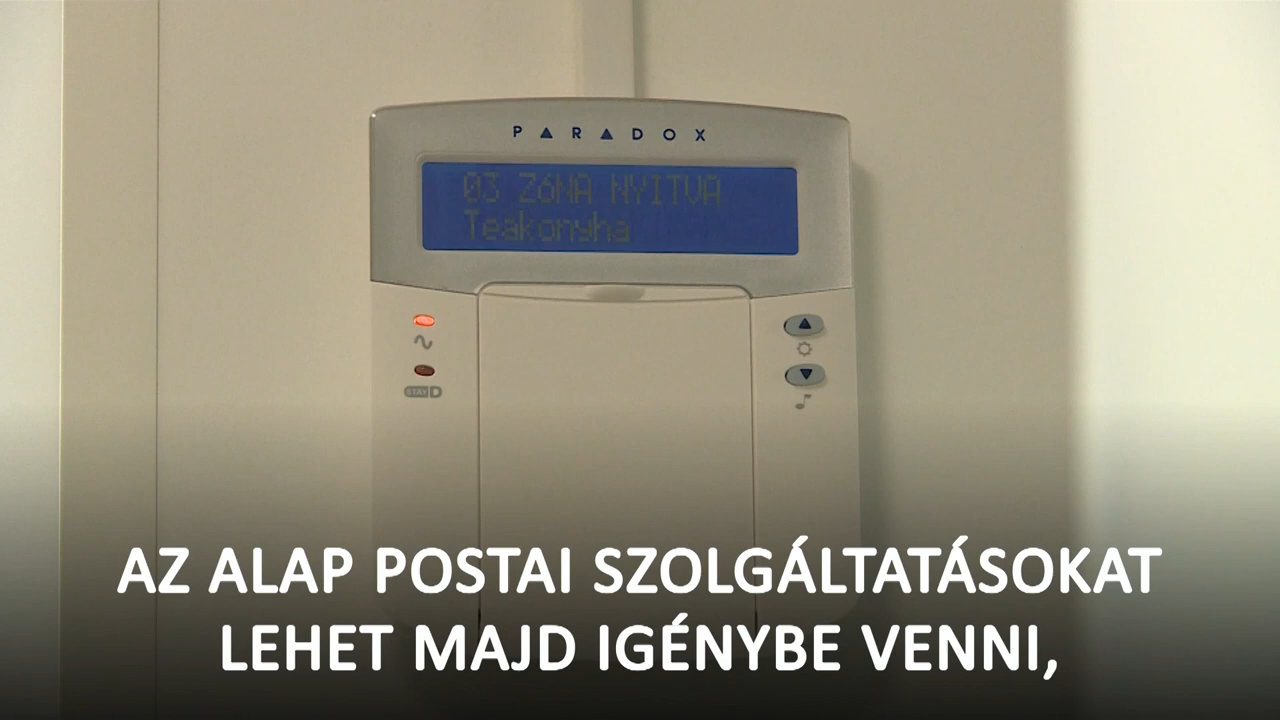 PARADOX
03 ZóNA NYITVA
Teakonyha
STAY D
AZ ALAP POSTAI SZOLGÁLTATÁSOKAT
LEHET MAJD IGÉNYBE VENNI,